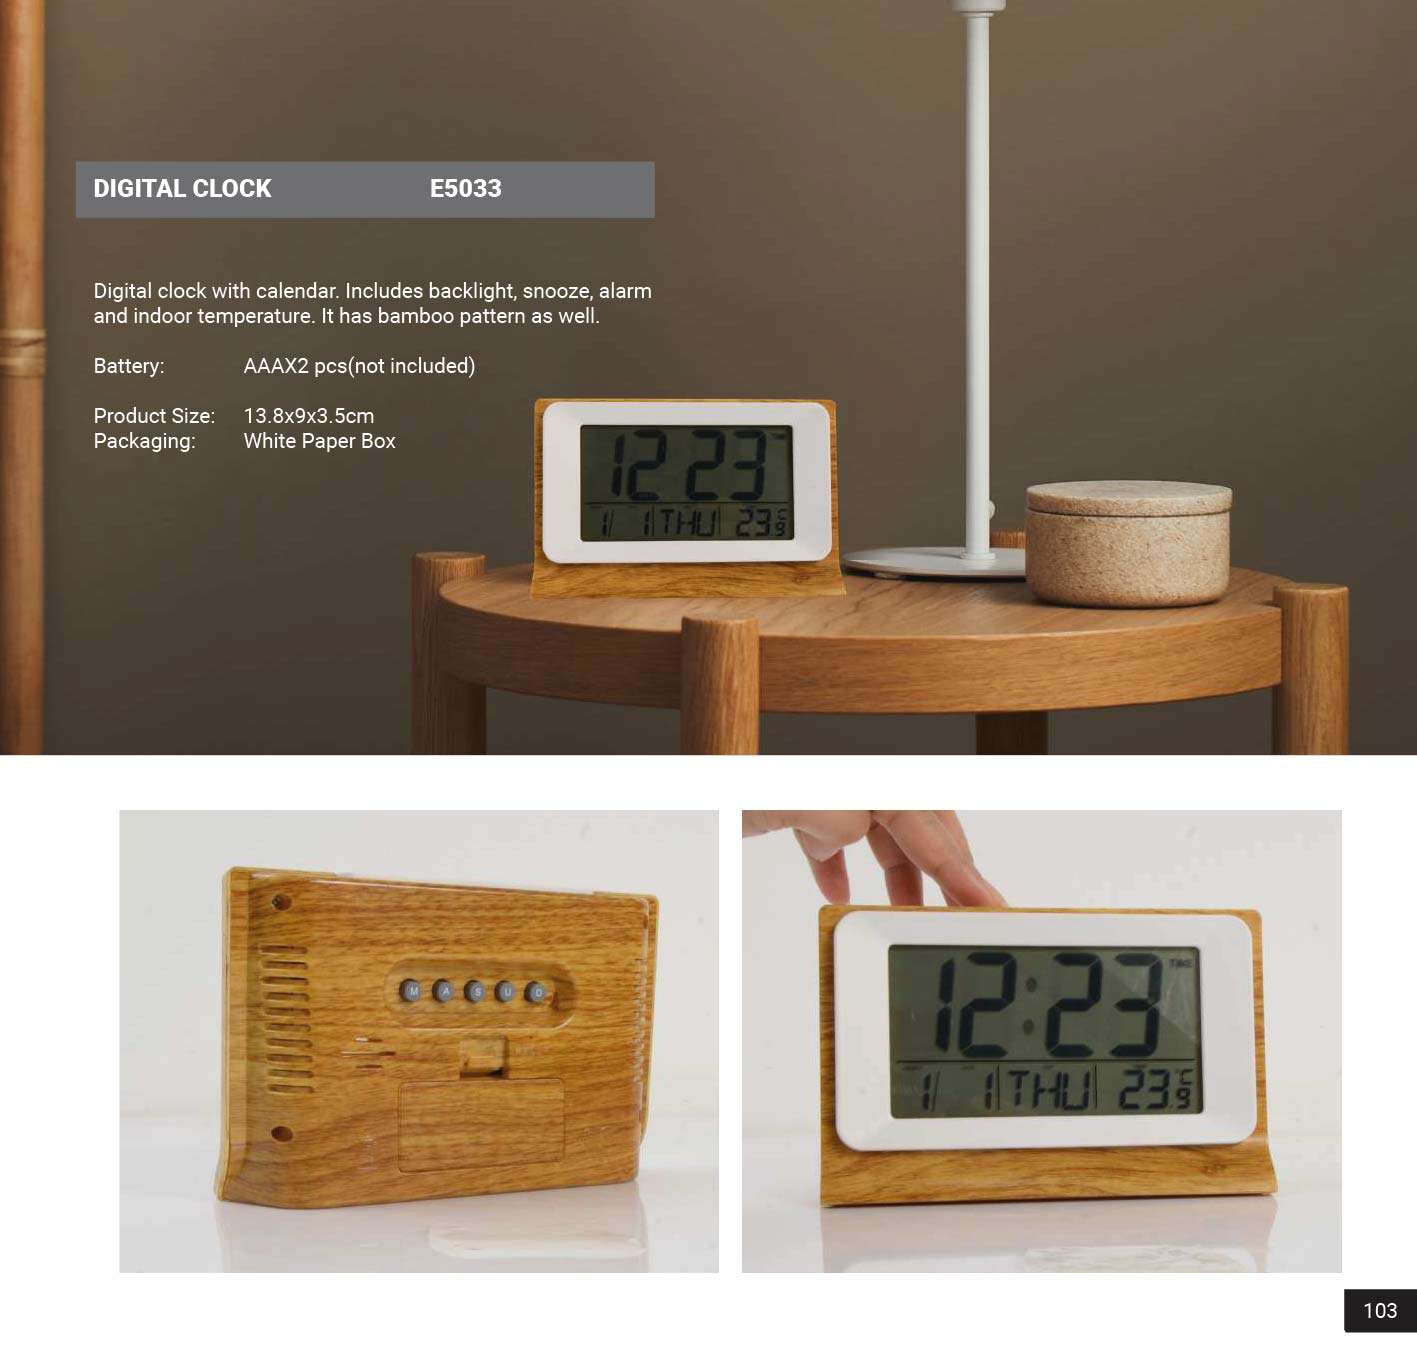 DIGITAL CLOCK E5033
Digital clock with calendar. Includes backlight, snooze, alarm
and indoor temperature. It has bamboo pattern as well.
Battery: AAAX2 pcs(not included)
Product Size: 13.8x9x3.5cm
Packaging: White Paper Box
12 23
1/ 1 THU 23.9 °C
M A S U D
12:23
TIME
1/ 1 THU 23.9 °C
103